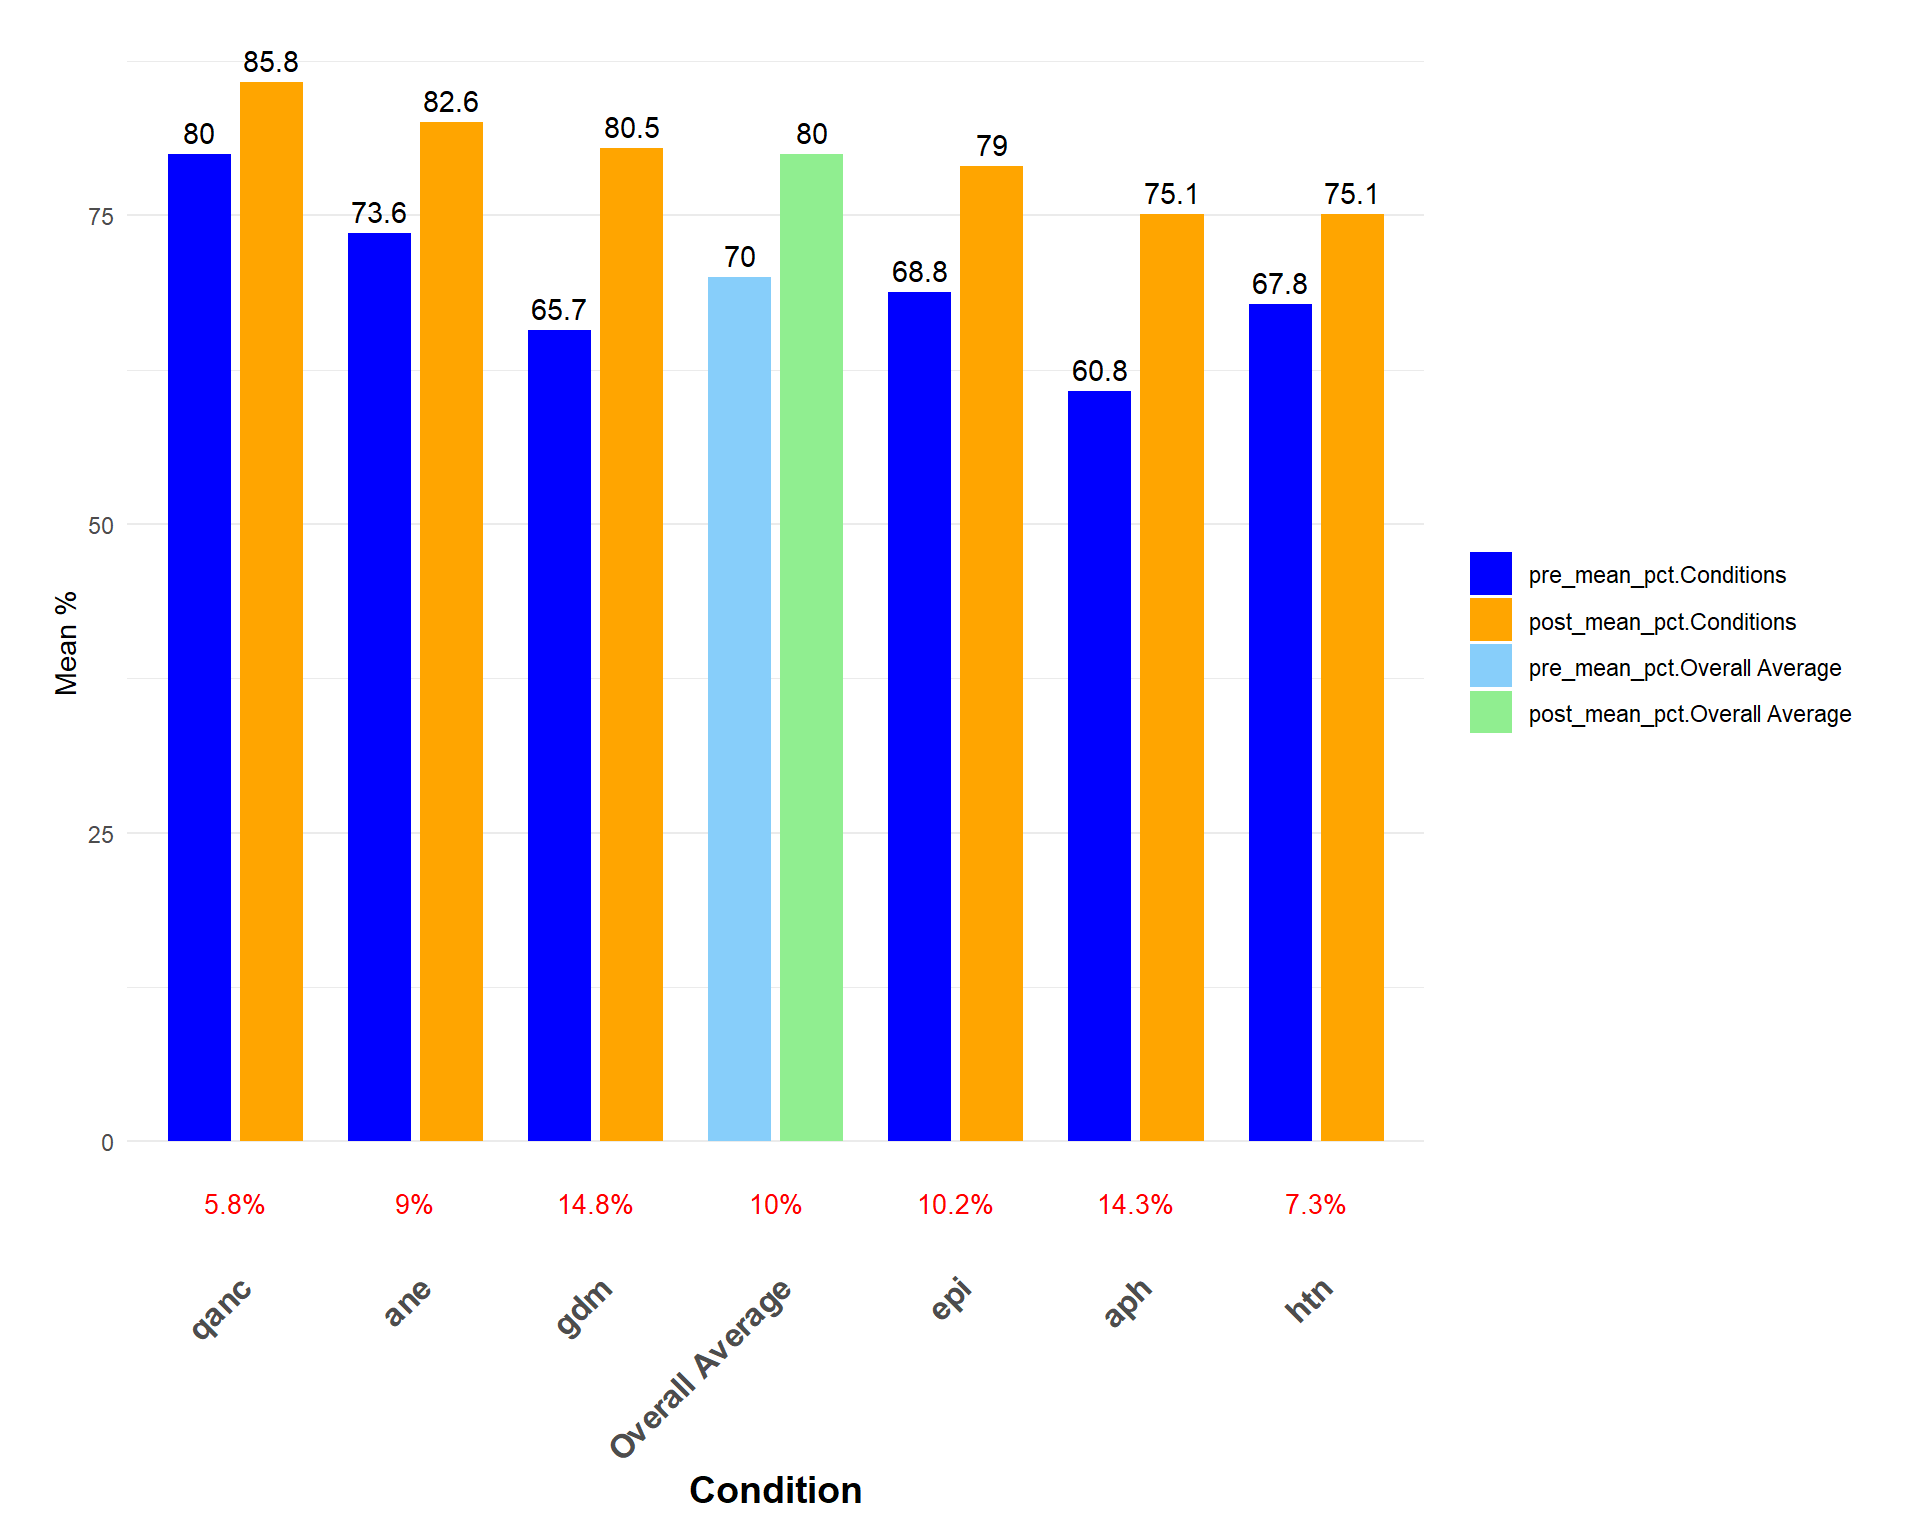 85.8
82.6
80
80.5
80
79
73.6
75.1
75.1
75
70
68.8
67.8
65.7
60.8
50
25
0
Mean %
pre_mean_pct.Conditions
post_mean_pct.Conditions
pre_mean_pct.Overall Average
post_mean_pct.Overall Average
5.8%
9%
14.8%
10%
10.2%
14.3%
7.3%
qanc
ane
gdm
Overall Average
epi
aph
htn
Condition